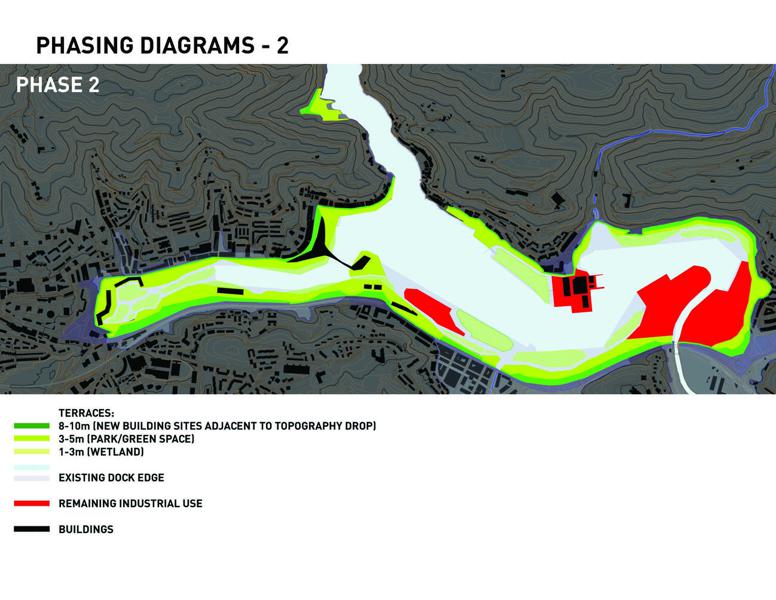 PHASING DIAGRAMS - 2
PHASE 2
TERRACES:
8-10m (NEW BUILDING SITES ADJACENT TO TOPOGRAPHY DROP)
3-5m (PARK/GREEN SPACE)
1-3m (WETLAND)
EXISTING DOCK EDGE
REMAINING INDUSTRIAL USE
BUILDINGS